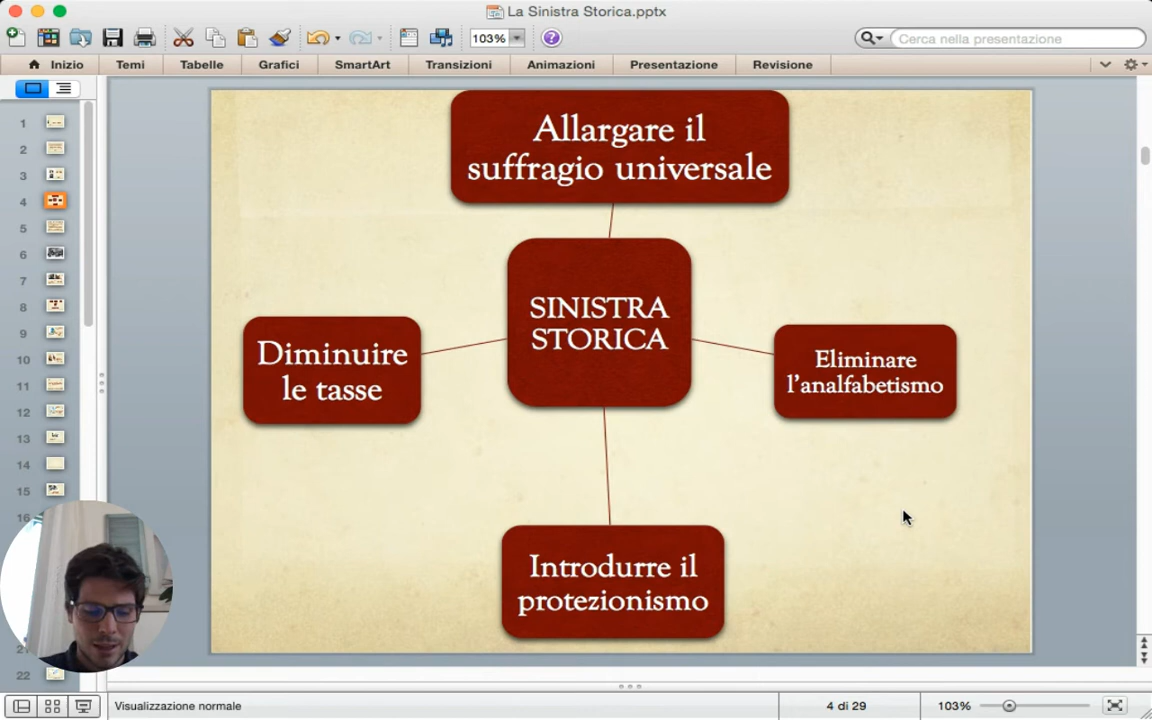 La Sinistra Storica.pptx
103%
Cerca nella presentazione
Inizio
Temi
Tabelle
Grafici
SmartArt
Transizioni
Animazioni
Presentazione
Revisione
1
2
3
4
5
6
7
8
9
10
11
12
13
14
15
16
22
Allargare il
suffragio universale
SINISTRA
STORICA
Diminuire
le tasse
Eliminare
l'analfabetismo
Introdurre il
protezionismo
Visualizzazione normale
4 di 29
103%